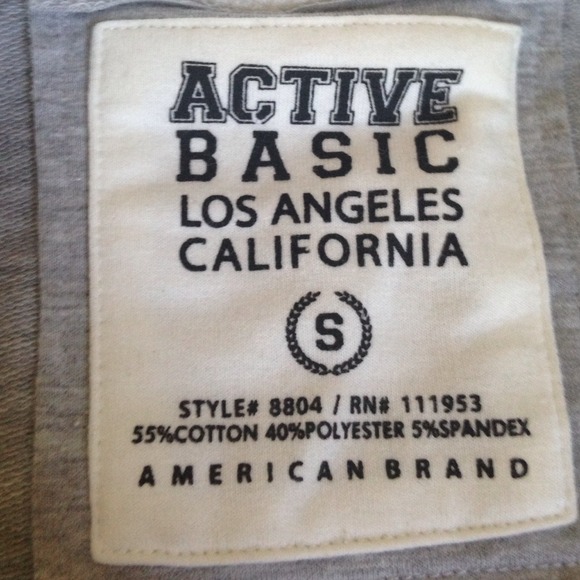 ACTIVE
BASIC
LOS ANGELES
CALIFORNIA
S
STYLE# 8804 / RN# 111953
55%COTTON 40%POLYESTER 5%SPANDEX
AMERICAN BRAND